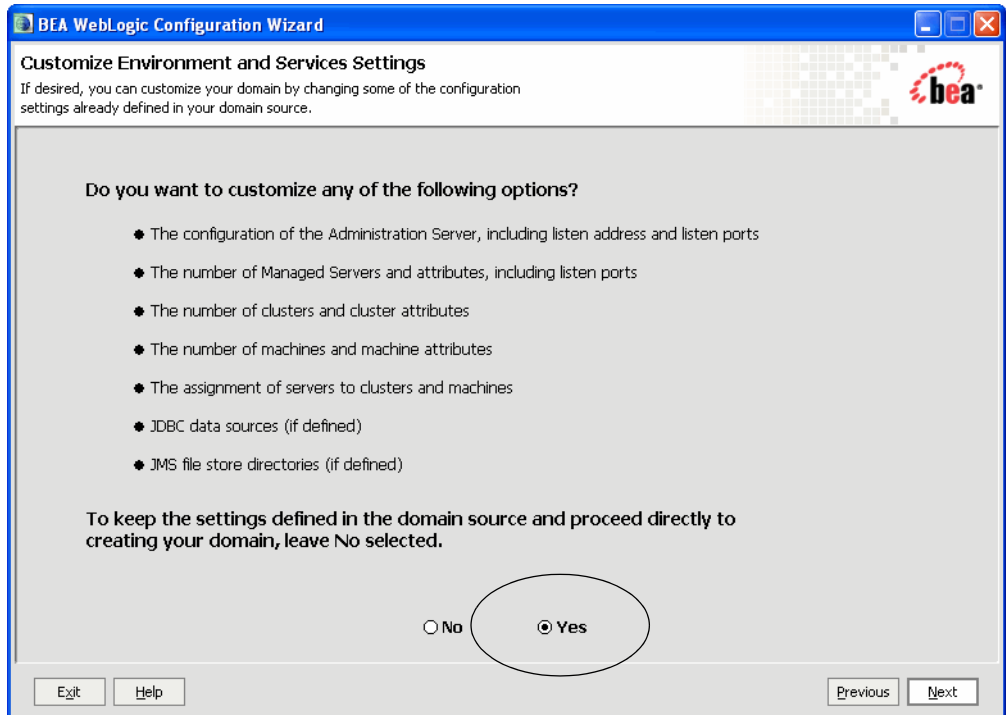 BEA WebLogic Configuration Wizard
Customize Environment and Services Settings
If desired, you can customize your domain by changing some of the configuration
settings already defined in your domain source.
bea
Do you want to customize any of the following options?
● The configuration of the Administration Server, including listen address and listen ports
● The number of Managed Servers and attributes, including listen ports
● The number of clusters and cluster attributes
● The number of machines and machine attributes
● The assignment of servers to clusters and machines
● JDBC data sources (if defined)
● JMS file store directories (if defined)
To keep the settings defined in the domain source and proceed directly to
creating your domain, leave No selected.
No Yes
Exit Help Previous Next